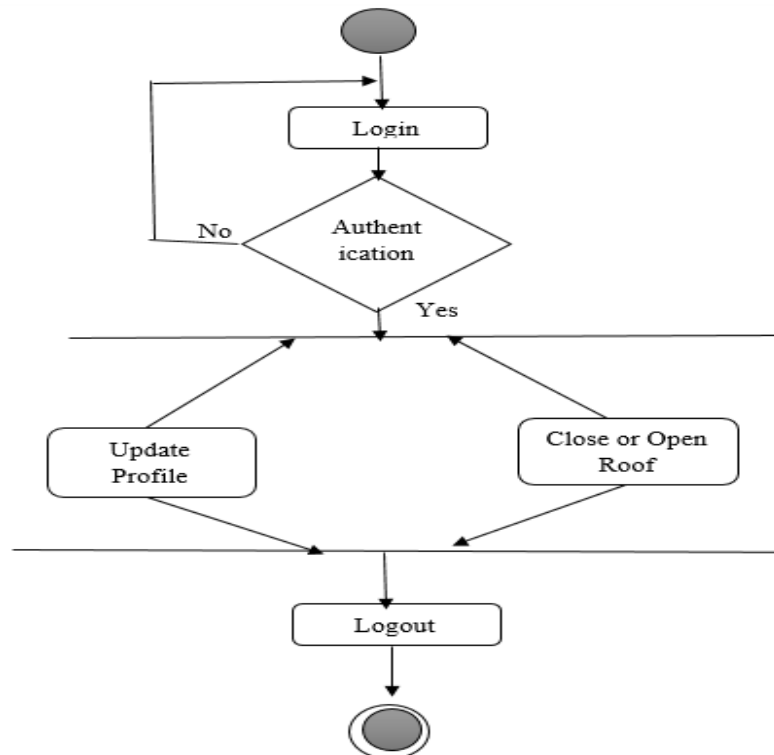 Login
No
Authent
ication
Yes
Update
Profile
Close or Open
Roof
Logout